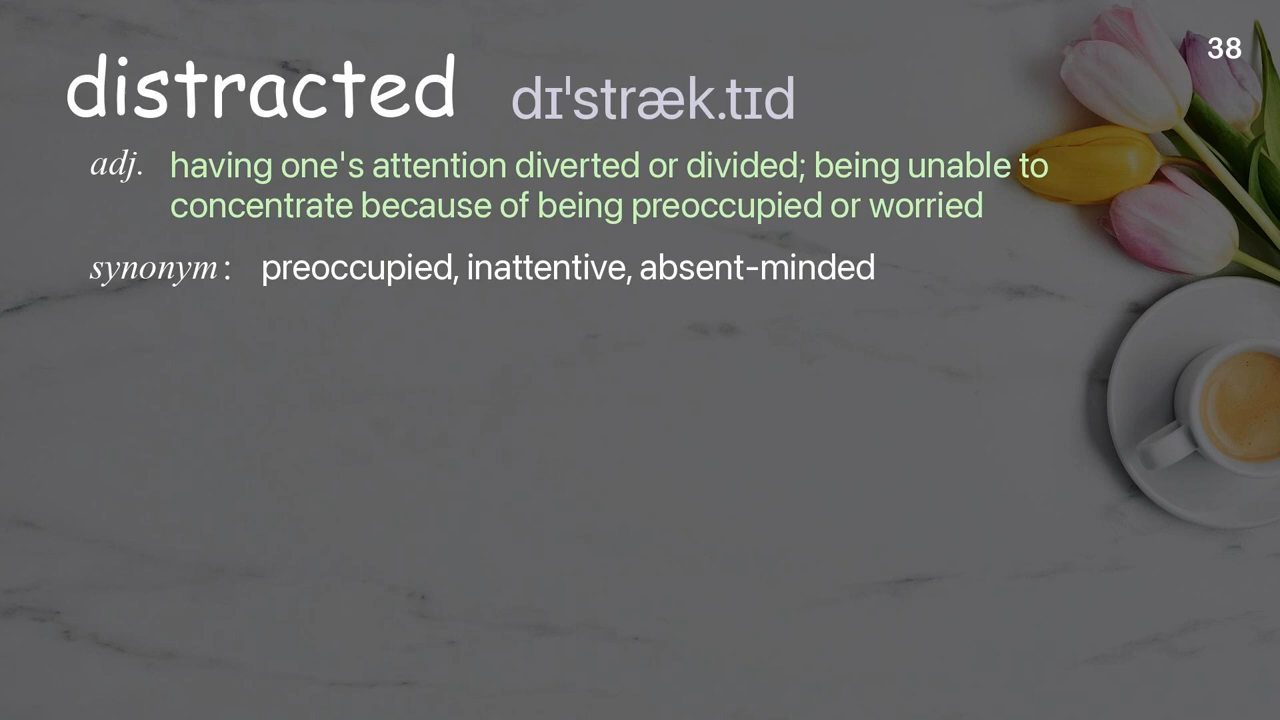 38
distracted dɪˈstræk.tɪd
adj. having one's attention diverted or divided; being unable to
concentrate because of being preoccupied or worried
synonym: preoccupied, inattentive, absent-minded